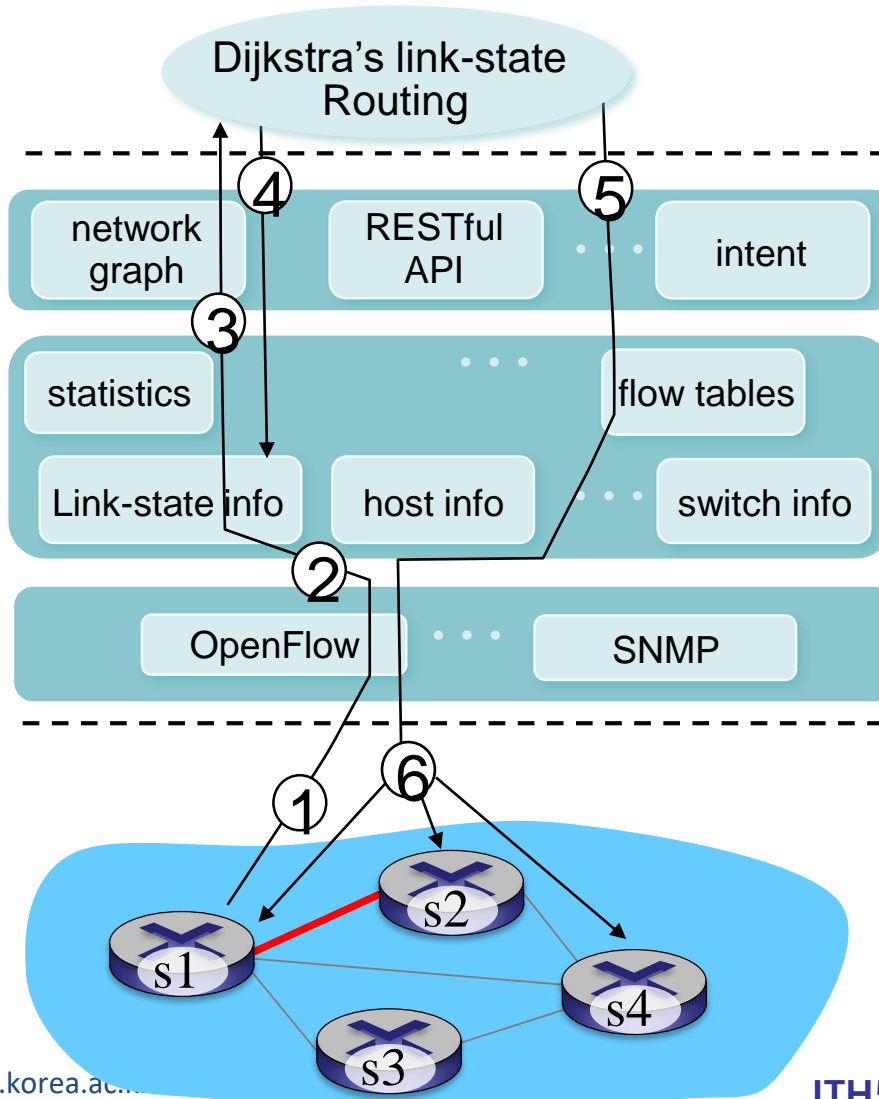 Dijkstra's link-state
Routing
4
5
network
graph
RESTful
API
intent
3
statistics
flow tables
Link-state info
host info
switch info
2
OpenFlow
SNMP
1
6
s2
s1
s4
s3
.korea.ac.